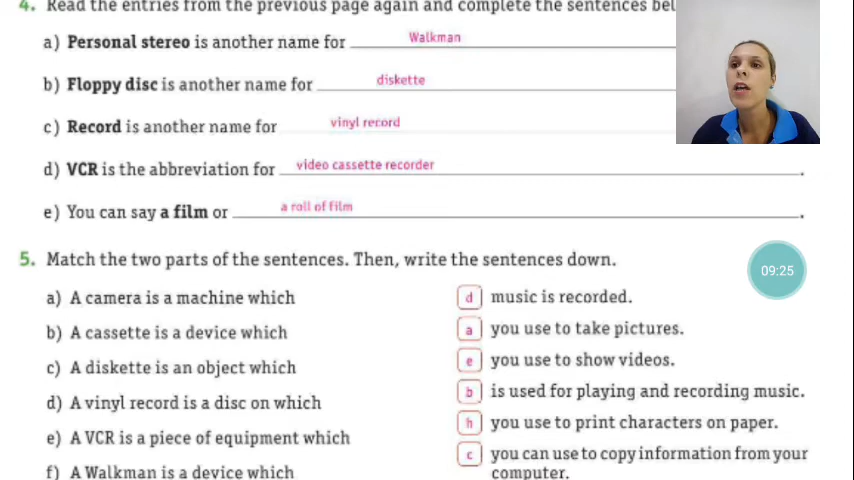 4. Read the entries from the previous page again and complete the sentences bel
a) Personal stereo is another name for Walkman
b) Floppy disc is another name for diskette
c) Record is another name for vinyl record
d) VCR is the abbreviation for video cassette recorder .
e) You can say a film or a roll of film .
5. Match the two parts of the sentences. Then, write the sentences down.
09:25
a) A camera is a machine which
d music is recorded.
b) A cassette is a device which
a you use to take pictures.
c) A diskette is an object which
e you use to show videos.
d) A vinyl record is a disc on which
b is used for playing and recording music.
e) A VCR is a piece of equipment which
h you use to print characters on paper.
f) A Walkman is a device which
c you can use to copy information from your
computer.